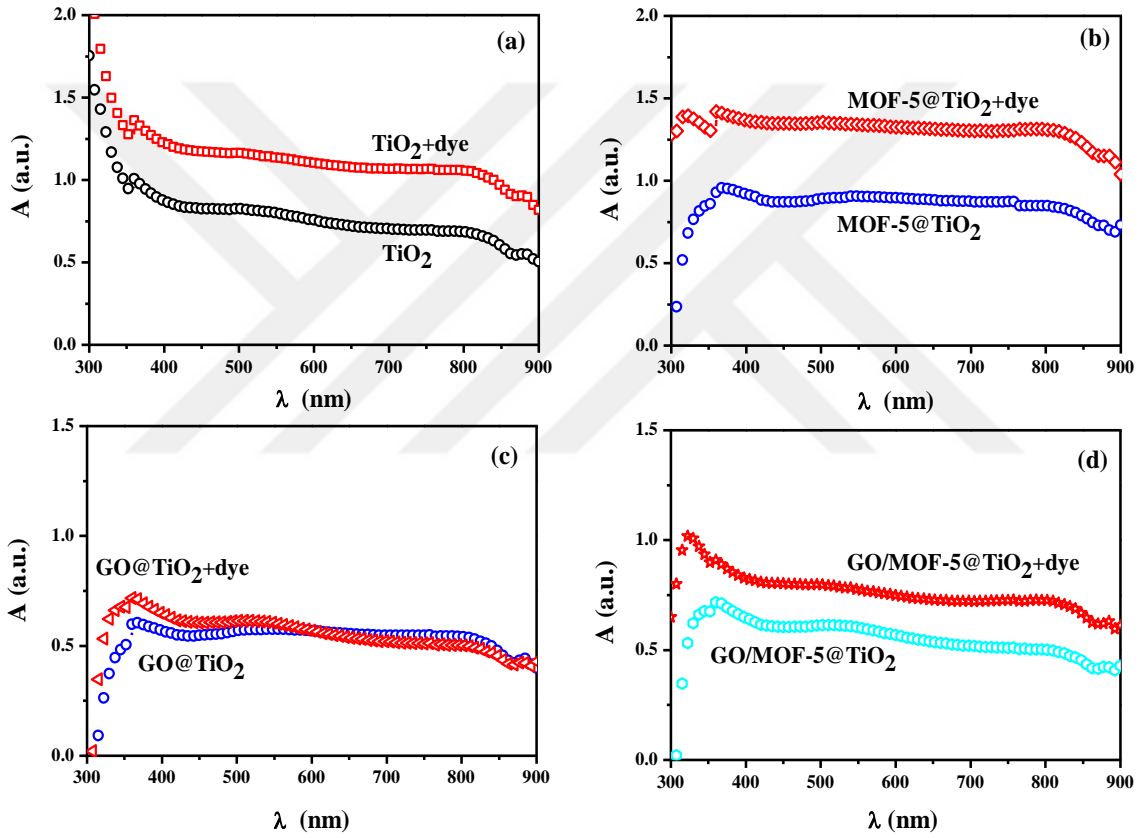 (a)
A (a.u.)
2.0
1.5
1.0
0.5
0.0
TiO2+dye
TiO2
300 400 500 600 700 800 900
λ (nm)
(b)
A (a.u.)
2.0
1.5
1.0
0.5
0.0
MOF-5@TiO2+dye
MOF-5@TiO2
300 400 500 600 700 800 900
λ (nm)
(c)
A (a.u.)
1.5
1.0
0.5
0.0
GO@TiO2+dye
GO@TiO2
300 400 500 600 700 800 900
λ (nm)
(d)
A (a.u.)
1.5
1.0
0.5
0.0
GO/MOF-5@TiO2+dye
GO/MOF-5@TiO2
300 400 500 600 700 800 900
λ (nm)